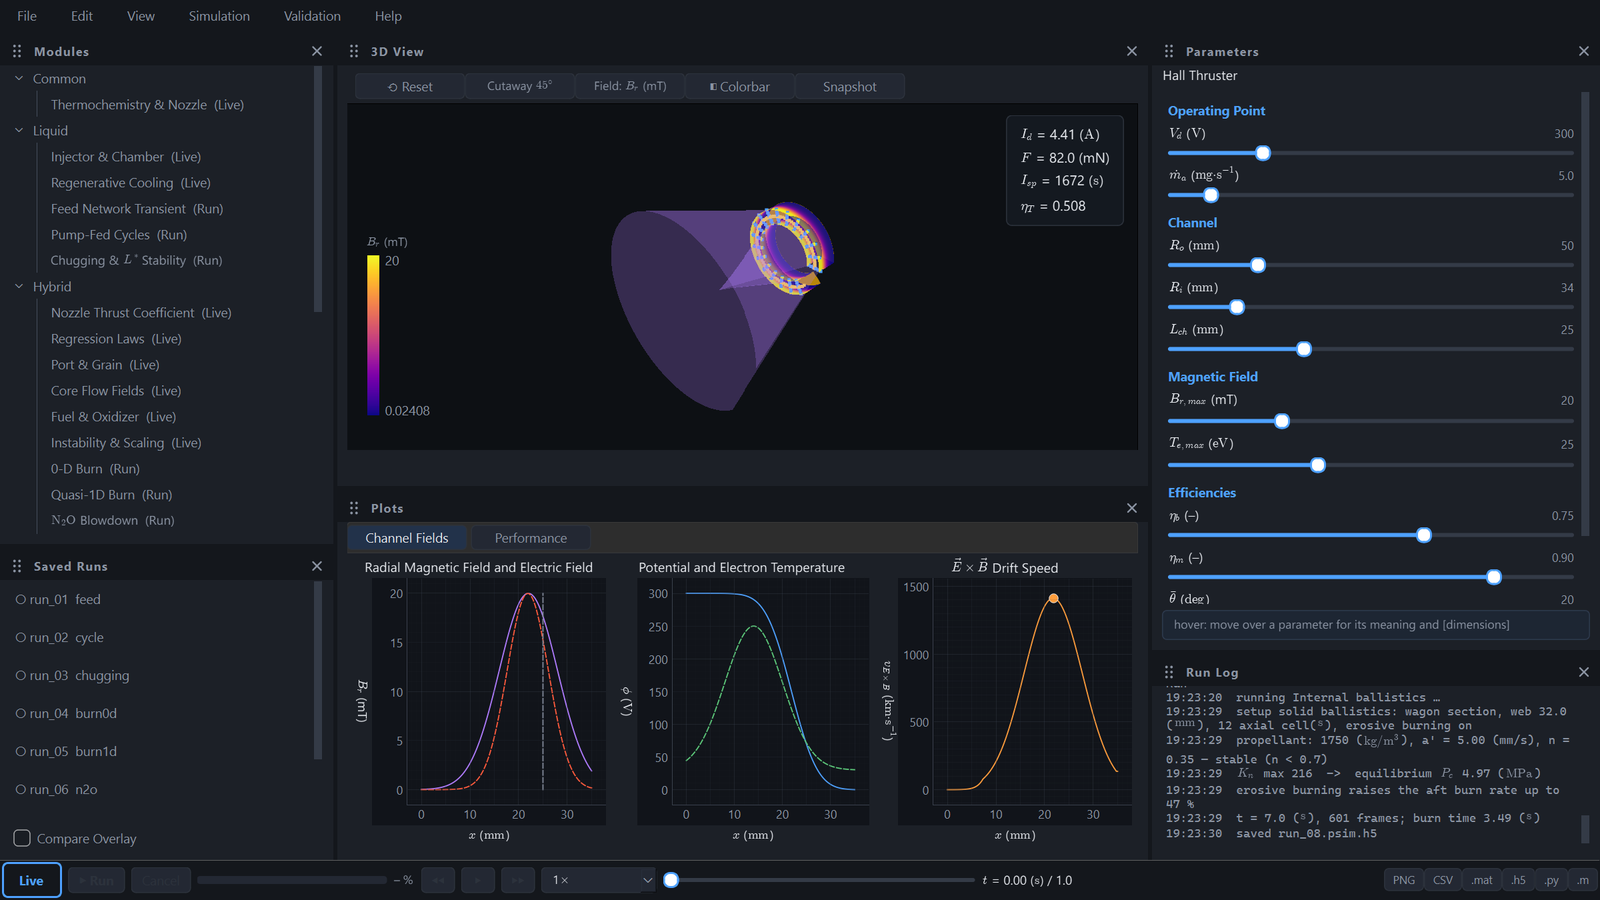 File Edit View Simulation Validation Help
Modules
Common
Thermochemistry & Nozzle (Live)
Liquid
Injector & Chamber (Live)
Regenerative Cooling (Live)
Feed Network Transient (Run)
Pump-Fed Cycles (Run)
Chugging & L* Stability (Run)
Hybrid
Nozzle Thrust Coefficient (Live)
Regression Laws (Live)
Port & Grain (Live)
Core Flow Fields (Live)
Fuel & Oxidizer (Live)
Instability & Scaling (Live)
0-D Burn (Run)
Quasi-1D Burn (Run)
N₂O Blowdown (Run)
Saved Runs
run_01 feed
run_02 cycle
run_03 chugging
run_04 burn0d
run_05 burn1d
run_06 n2o
Compare Overlay
3D View
Reset Cutaway 45° Field: B_r (mT) Colorbar Snapshot
I_d = 4.41 (A)
F = 82.0 (mN)
I_sp = 1672 (s)
η_T = 0.508
B_r (mT)
20
0.02408
Plots
Channel Fields Performance
Radial Magnetic Field and Electric Field
20
15
10
5
0
B_r (mT)
0 10 20 30
x (mm)
Potential and Electron Temperature
300
250
200
150
100
50
0
ϕ (V)
0 10 20 30
x (mm)
E⃗ × B⃗ Drift Speed
1500
1000
500
0
v_E×B (km·s⁻¹)
0 10 20 30
x (mm)
Parameters
Hall Thruster
Operating Point
V_d (V) 300
ṁ_a (mg·s⁻¹) 5.0
Channel
R_o (mm) 50
R_i (mm) 34
L_ch (mm) 25
Magnetic Field
B_r,max (mT) 20
T_e,max (eV) 25
Efficiencies
η_b (–) 0.75
η_m (–) 0.90
θ̄ (deg) 20
hover: move over a parameter for its meaning and [dimensions]
Run Log
19:23:20 running Internal ballistics …
19:23:29 setup solid ballistics: wagon section, web 32.0
(mm), 12 axial cell(s), erosive burning on
19:23:29 propellant: 1750 (kg/m³), a' = 5.00 (mm/s), n =
0.35 — stable (n < 0.7)
19:23:29 K_n max 216 -> equilibrium P_c 4.97 (MPa)
19:23:29 erosive burning raises the aft burn rate up to
47 %
19:23:29 t = 7.0 (s), 601 frames; burn time 3.49 (s)
19:23:30 saved run_08.psim.h5
Live Run Cancel – % 1× t = 0.00 (s) / 1.0 PNG CSV .mat .h5 .py .m